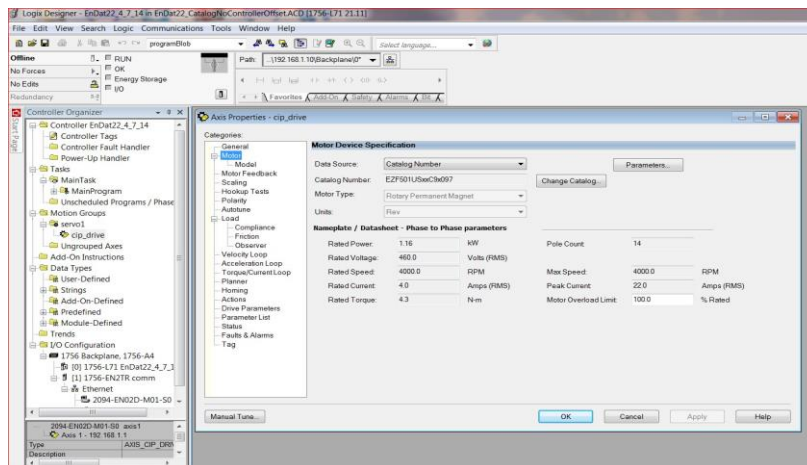 Logix Designer - EnDat22_4_7_14 in EnDat22_CatalogNoControllerOffset.ACD [1756-L71 21.11]
File Edit View Search Logic Communications Tools Window Help
programBlob
Select language...
Offline
RUN
No Forces
OK
No Edits
Energy Storage
Redundancy
I/O
Path: ...\192.168.1.10\Backplane\0*
Favorites Add-On Safety Alarms Bit
Start Page
Controller Organizer
Controller EnDat22_4_7_14
Controller Tags
Controller Fault Handler
Power-Up Handler
Tasks
MainTask
MainProgram
Unscheduled Programs / Phase
Motion Groups
servo1
cip_drive
Ungrouped Axes
Add-On Instructions
Data Types
User-Defined
Strings
Add-On-Defined
Predefined
Module-Defined
Trends
I/O Configuration
1756 Backplane, 1756-A4
[0] 1756-L71 EnDat22_4_7_1
[1] 1756-EN2TR comm
Ethernet
2094-EN02D-M01-S0
2094-EN02D-M01-S0 axis1
Axis 1 - 192.168.1.1
Type AXIS_CIP_DRIV
Description
Axis Properties - cip_drive
Categories:
General
Motor
Model
Motor Feedback
Scaling
Hookup Tests
Polarity
Autotune
Load
Compliance
Friction
Observer
Velocity Loop
Acceleration Loop
Torque/Current Loop
Planner
Homing
Actions
Drive Parameters
Parameter List
Status
Faults & Alarms
Tag
Motor Device Specification
Data Source: Catalog Number Parameters...
Catalog Number: EZF501USxxC9x097 Change Catalog...
Motor Type: Rotary Permanent Magnet
Units: Rev
Nameplate / Datasheet - Phase to Phase parameters
Rated Power: 1.16 kW Pole Count: 14
Rated Voltage: 460.0 Volts (RMS)
Rated Speed: 4000.0 RPM Max Speed: 4000.0 RPM
Rated Current: 4.0 Amps (RMS) Peak Current: 22.0 Amps (RMS)
Rated Torque: 4.3 N-m Motor Overload Limit: 100.0 % Rated
Manual Tune... OK Cancel Apply Help